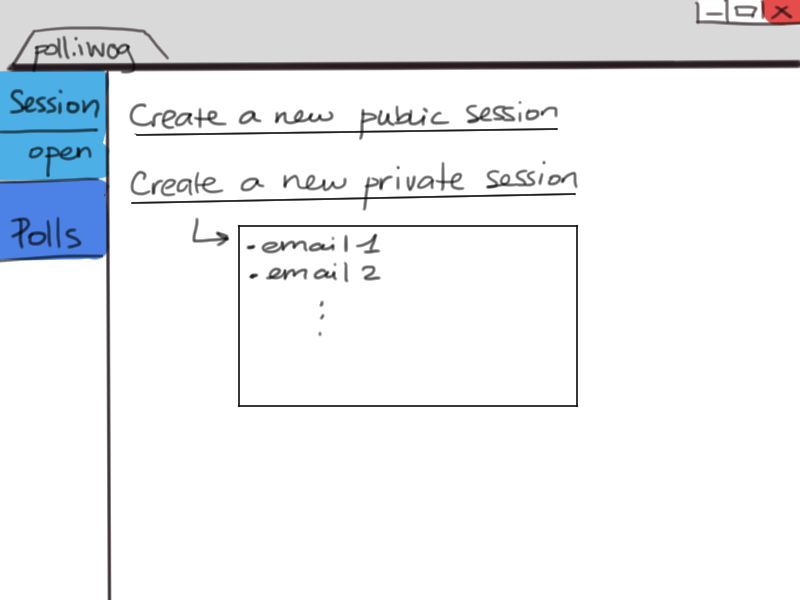 poll.iwog
Session
open
Polls
Create a new public session
Create a new private session
- email 1
- email 2
⋮